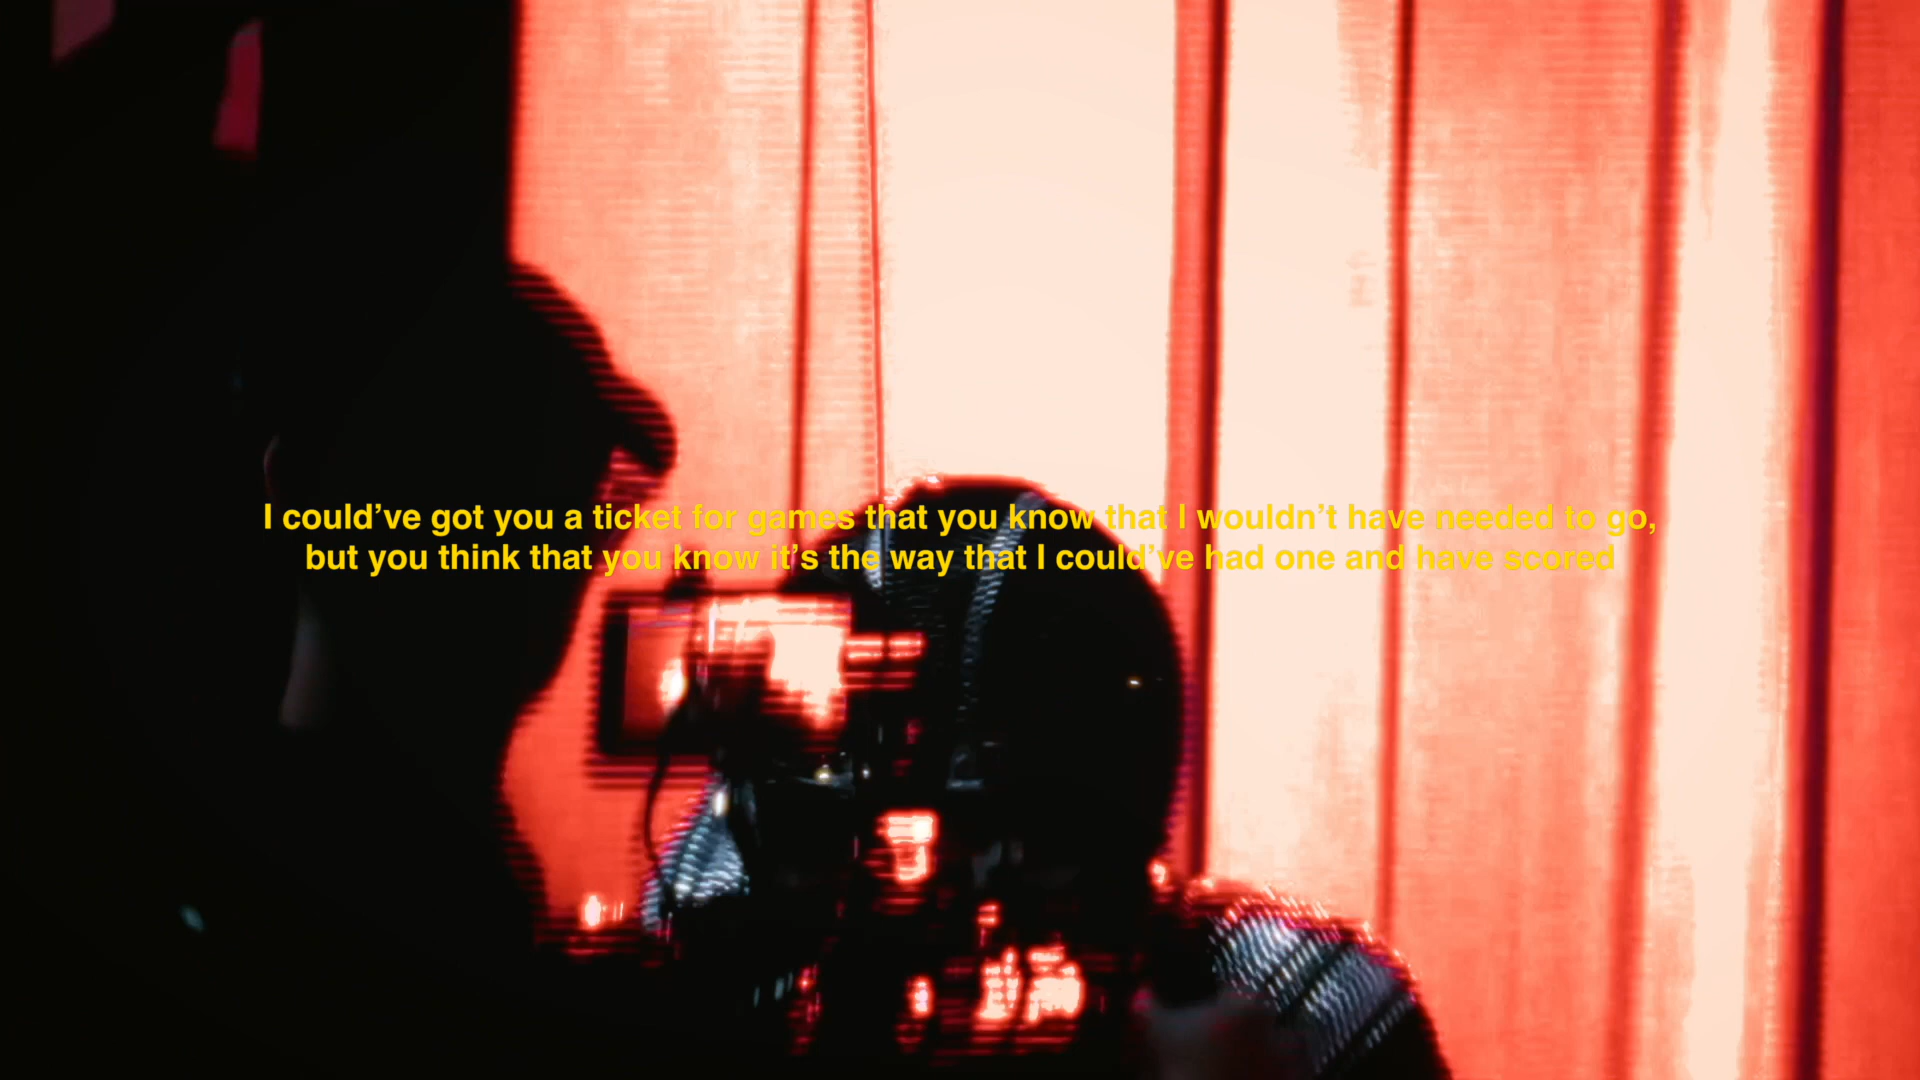 I could’ve got you a ticket for games that you know that I wouldn’t have needed to go,
but you think that you know it’s the way that I could’ve had one and have scored